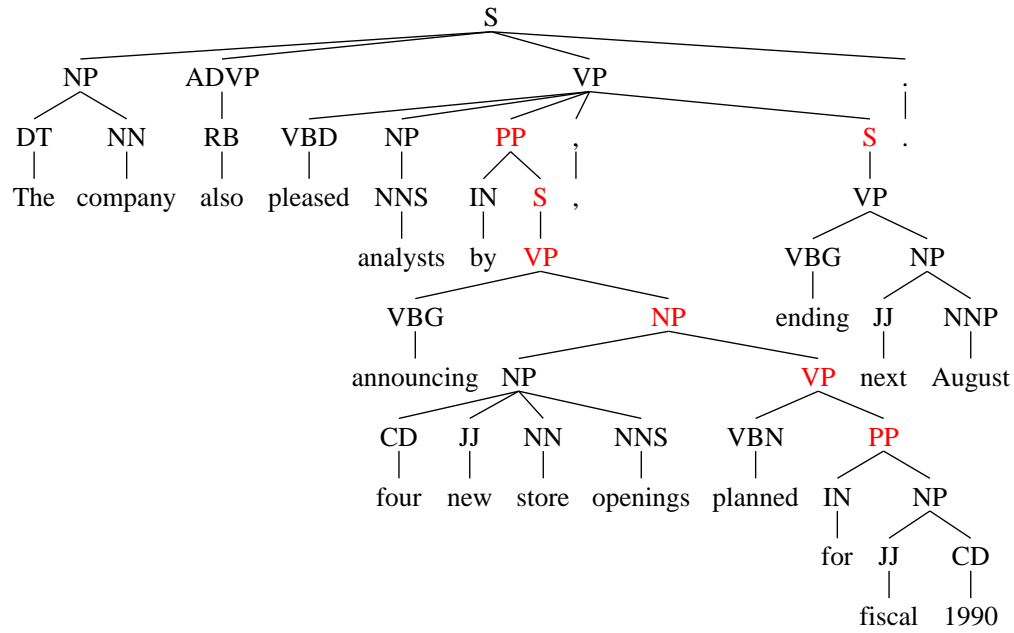 S
NP ADVP VP .
DT NN RB VBD NP PP , S .
The company also pleased NNS IN S , VP
analysts by VP VBG NP
VBG NP ending JJ NNP
announcing NP VP next August
CD JJ NN NNS VBN PP
four new store openings planned IN NP
for JJ CD
fiscal 1990